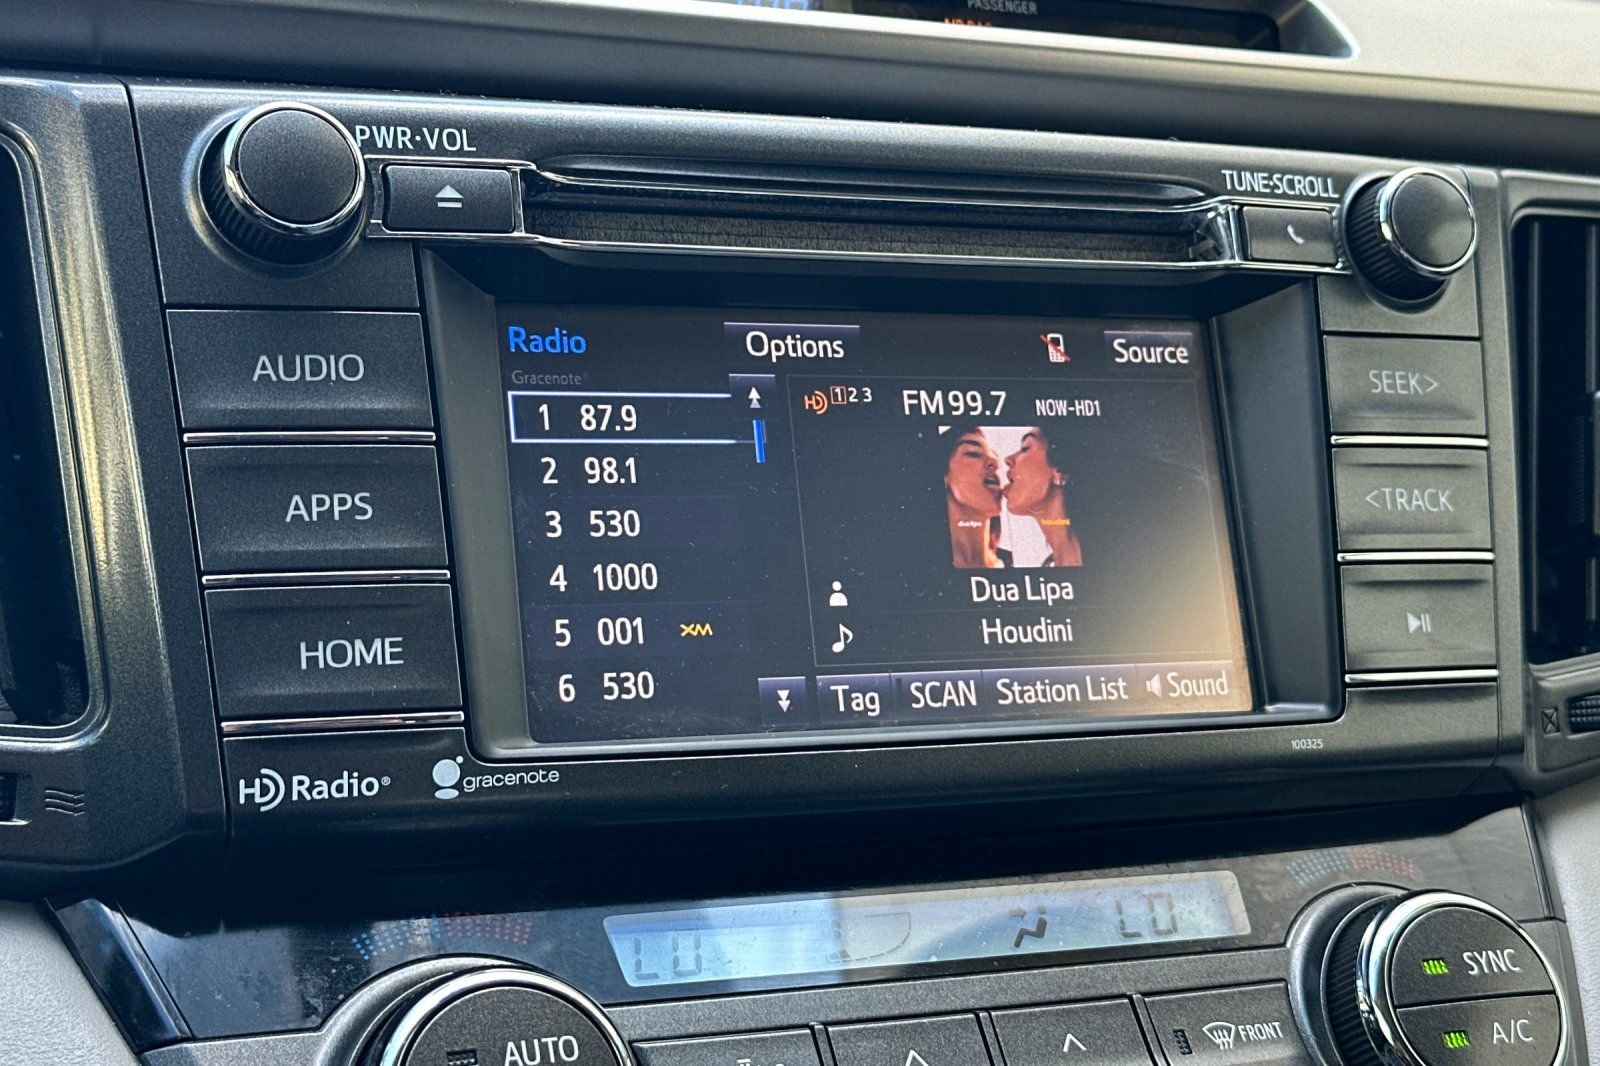 PASSENGER
PWR·VOL
TUNE·SCROLL
AUDIO
APPS
HOME
SEEK>
<TRACK
Radio
Options
Source
Gracenote®
1 87.9
2 98.1
3 530
4 1000
5 001 XM
6 530
HD 1 2 3 FM 99.7 NOW-HD1
dua lipa houdini
Dua Lipa
Houdini
Tag
SCAN
Station List
Sound
100325
HD Radio®
gracenote
LO
LO
AUTO
FRONT
SYNC
A/C